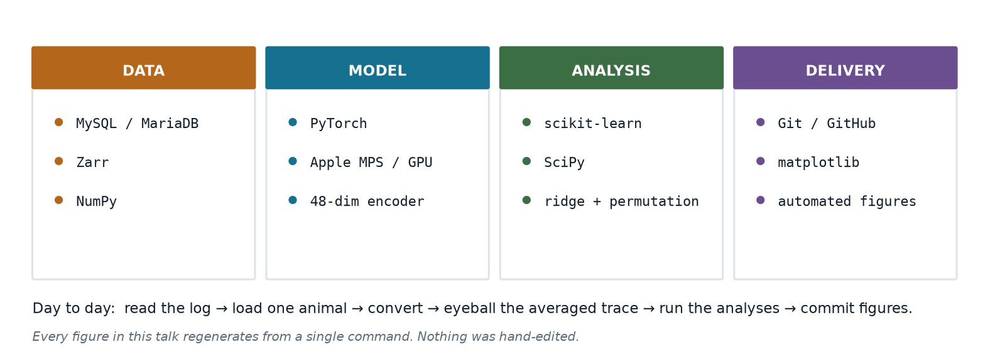 DATA
MySQL / MariaDB
Zarr
NumPy
MODEL
PyTorch
Apple MPS / GPU
48-dim encoder
ANALYSIS
scikit-learn
SciPy
ridge + permutation
DELIVERY
Git / GitHub
matplotlib
automated figures
Day to day:  read the log → load one animal → convert → eyeball the averaged trace → run the analyses → commit figures.
Every figure in this talk regenerates from a single command. Nothing was hand-edited.